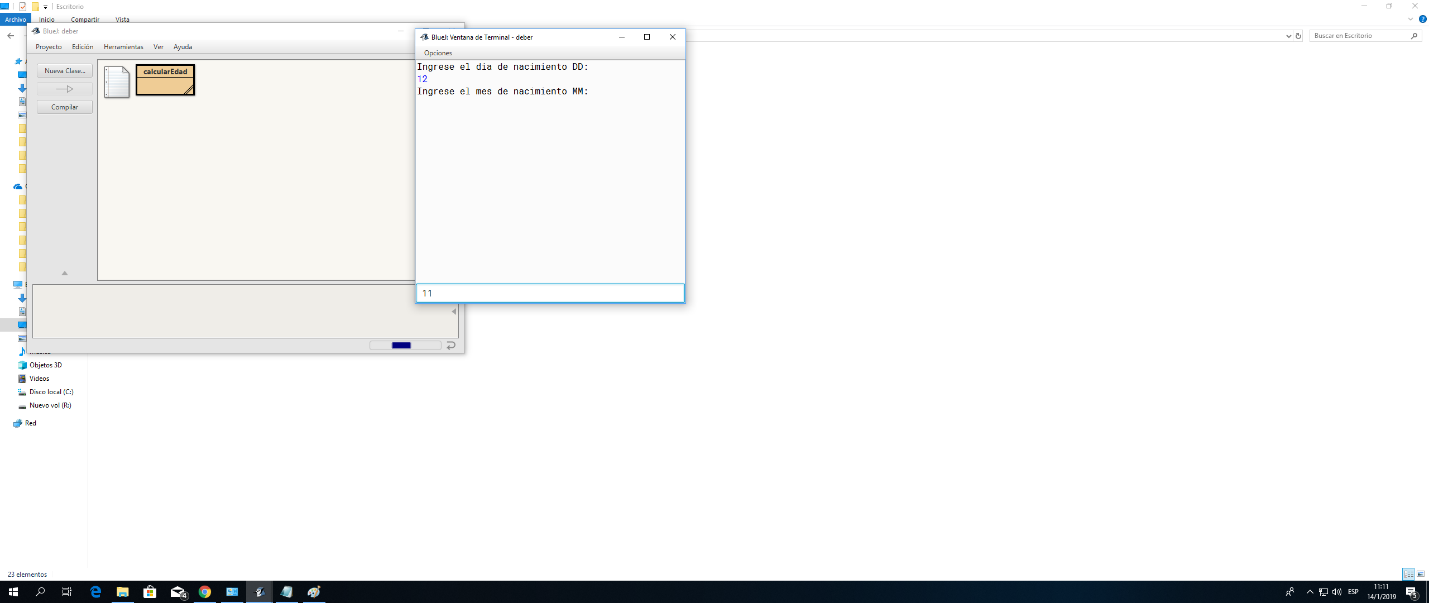 Escritorio
Archivo Inicio Compartir Vista
Buscar en Escritorio
BlueJ: deber
Proyecto Edición Herramientas Ver Ayuda
Nueva Clase...
Compilar
calcularEdad
BlueJ: Ventana de Terminal - deber
Opciones
Ingrese el dia de nacimiento DD:
12
Ingrese el mes de nacimiento MM:
11
Objetos 3D
Videos
Disco local (C:)
Nuevo vol (R:)
Red
23 elementos
ESP
11:11
14/1/2019